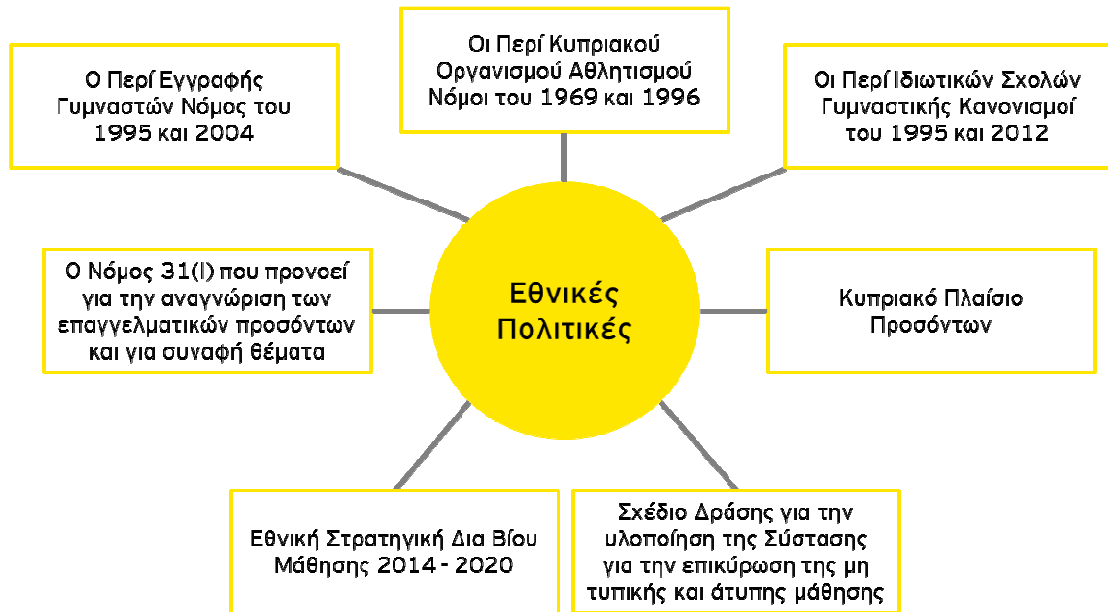 Οι Περί Κυπριακού
Οργανισμού Αθλητισμού
Νόμοι του 1969 και 1996
Ο Περί Εγγραφής
Γυμναστών Νόμος του
1995 και 2004
Οι Περί Ιδιωτικών Σχολών
Γυμναστικής Κανονισμοί
του 1995 και 2012
Ο Νόμος 31(Ι) που προνοεί
για την αναγνώριση των
επαγγελματικών προσόντων
και για συναφή θέματα
Εθνικές
Πολιτικές
Κυπριακό Πλαίσιο
Προσόντων
Εθνική Στρατηγική Δια Βίου
Μάθησης 2014 - 2020
Σχέδιο Δράσης για την
υλοποίηση της Σύστασης
για την επικύρωση της μη
τυπικής και άτυπης μάθησης